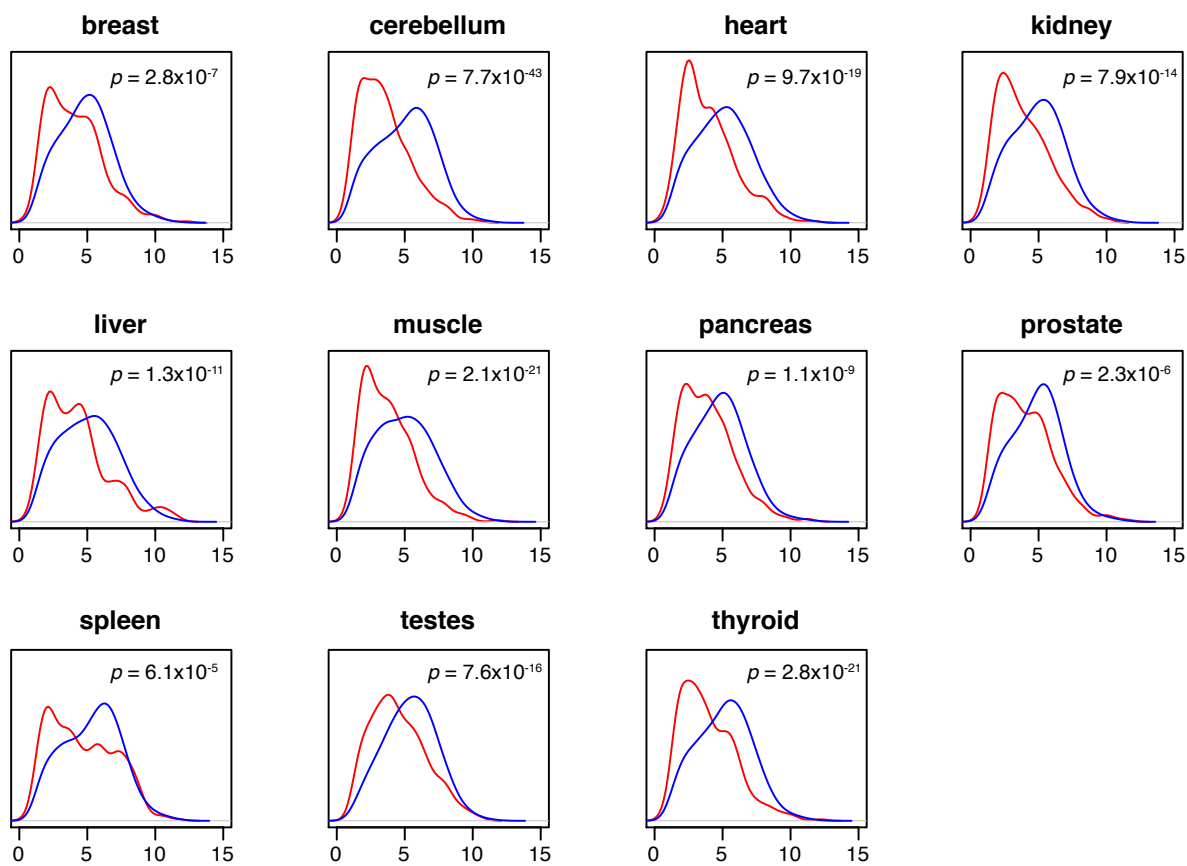 breast cerebellum heart kidney
p = 2.8x10⁻⁷ p = 7.7x10⁻⁴³ p = 9.7x10⁻¹⁹ p = 7.9x10⁻¹⁴
0 5 10 15 0 5 10 15 0 5 10 15 0 5 10 15
liver muscle pancreas prostate
p = 1.3x10⁻¹¹ p = 2.1x10⁻²¹ p = 1.1x10⁻⁹ p = 2.3x10⁻⁶
0 5 10 15 0 5 10 15 0 5 10 15 0 5 10 15
spleen testes thyroid
p = 6.1x10⁻⁵ p = 7.6x10⁻¹⁶ p = 2.8x10⁻²¹
0 5 10 15 0 5 10 15 0 5 10 15